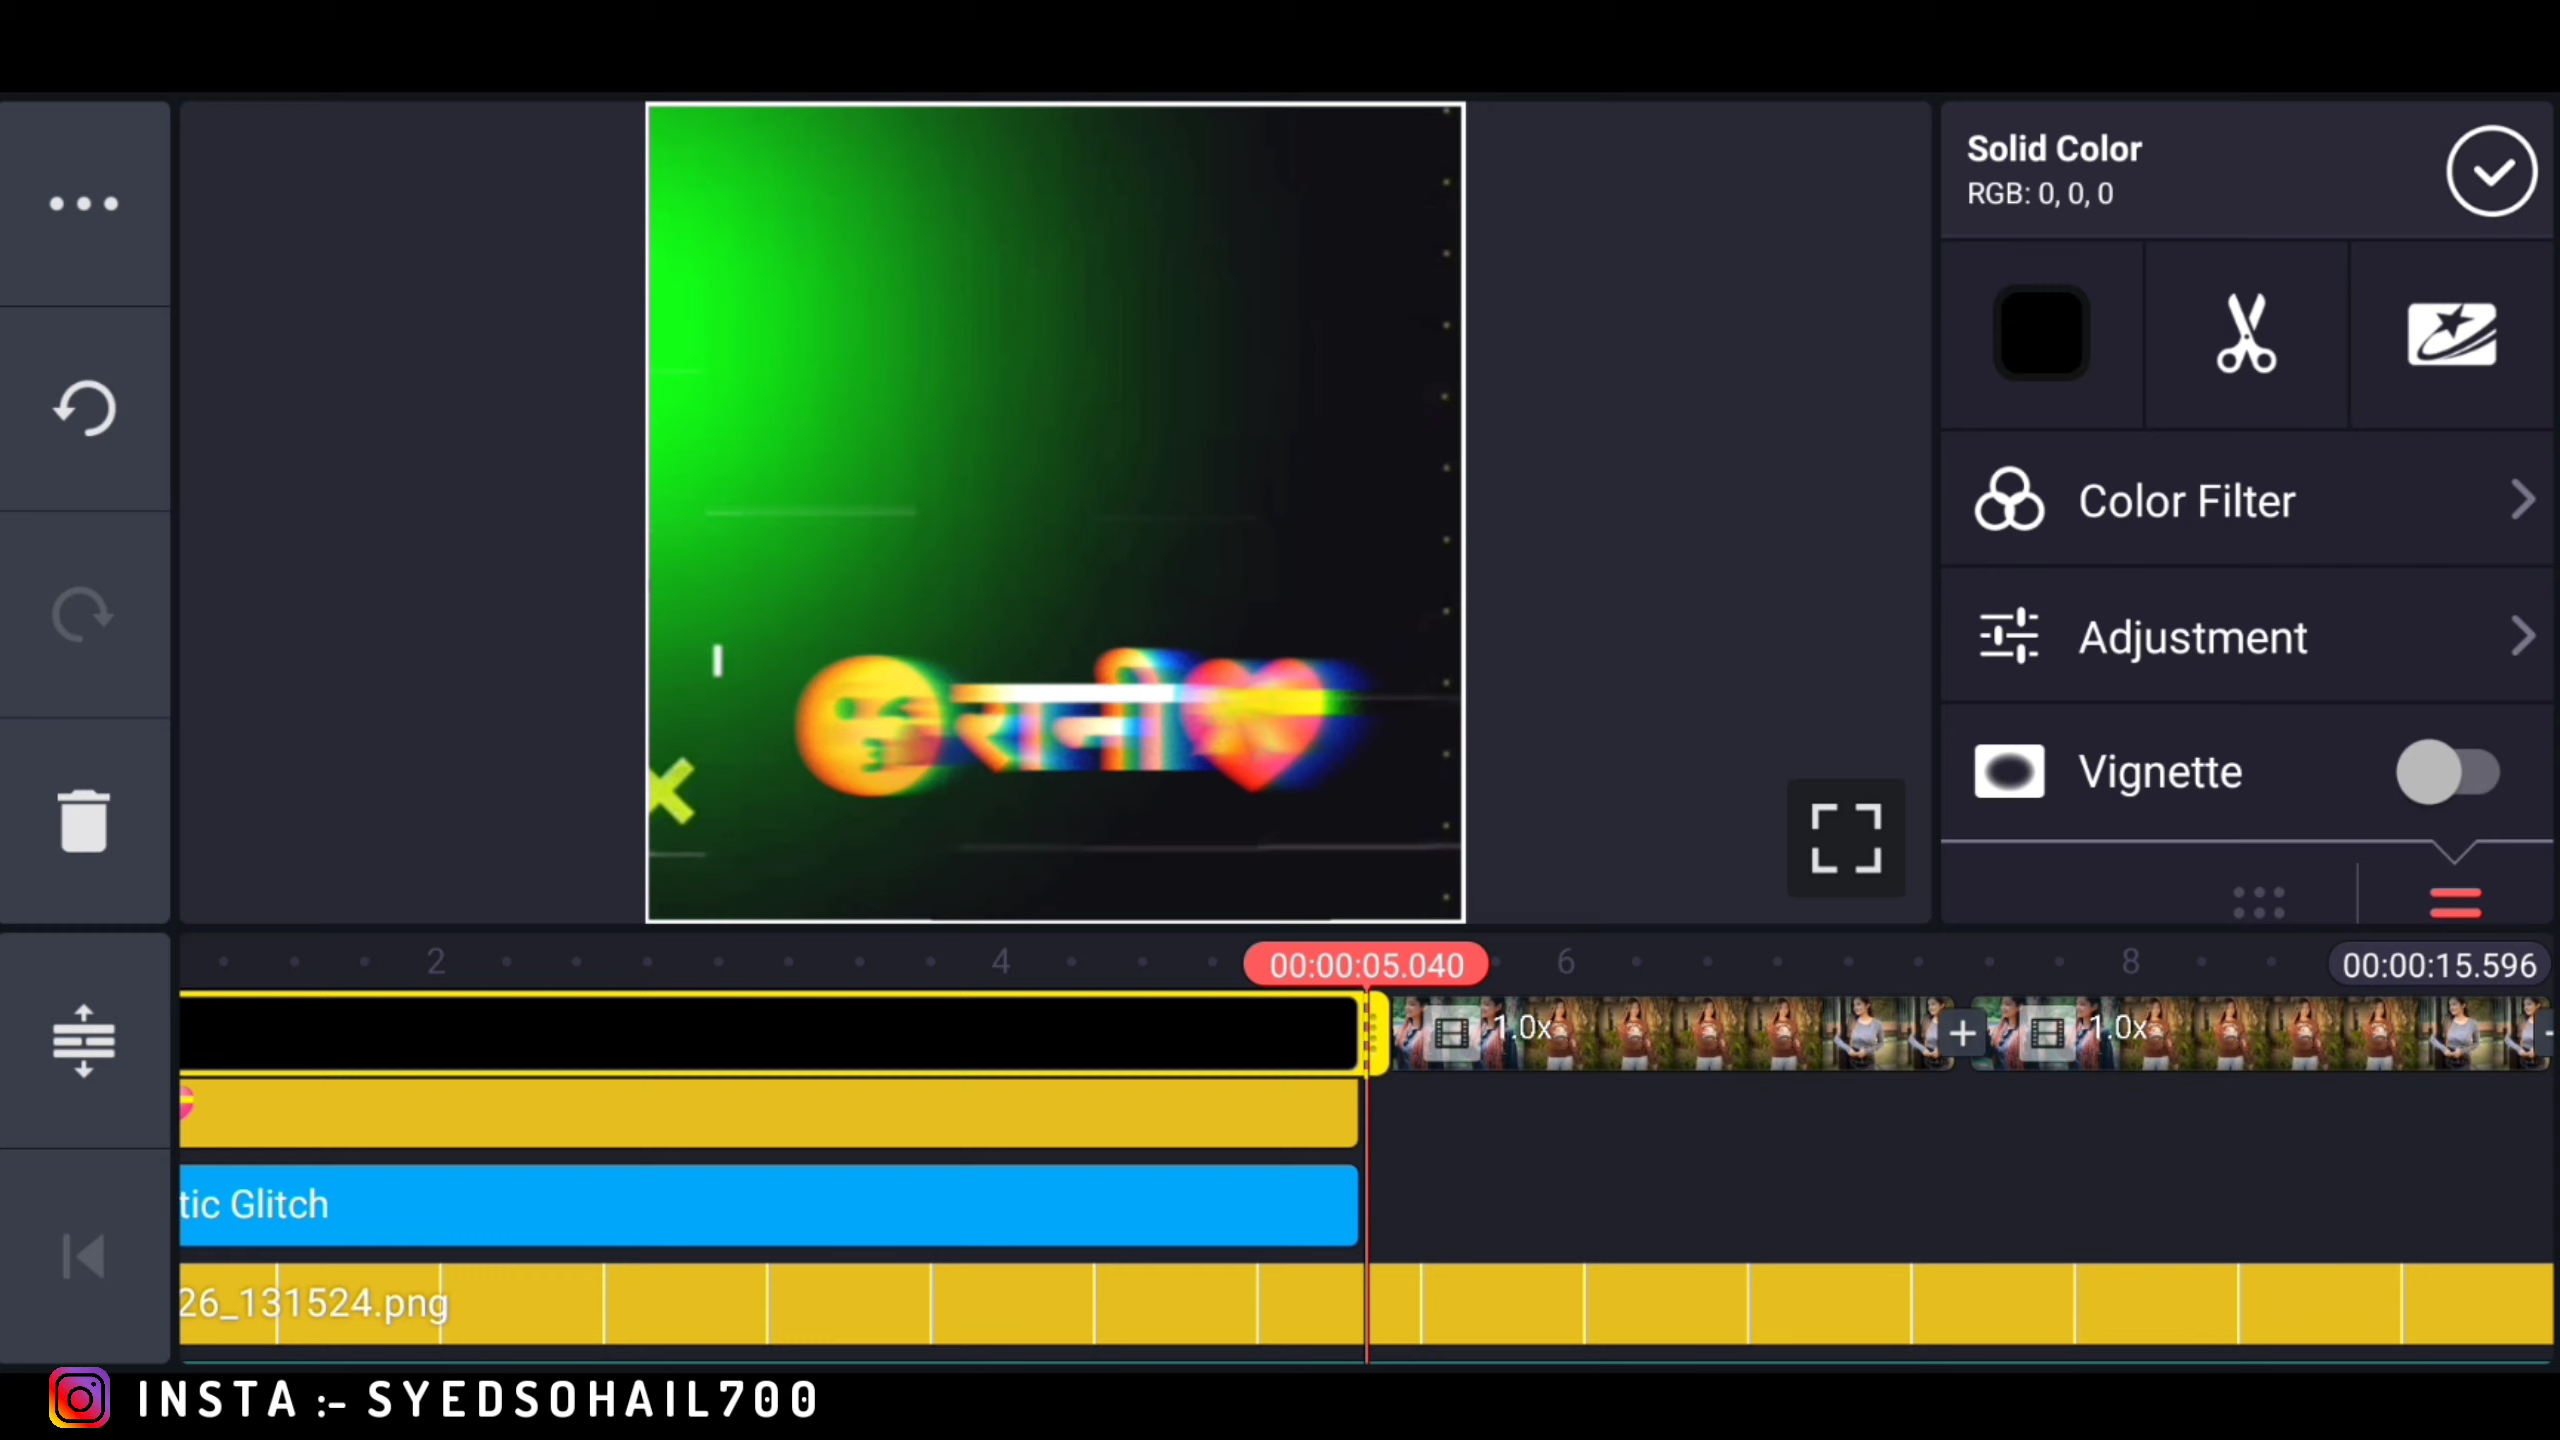 Solid Color
RGB: 0, 0, 0
Color Filter
Adjustment
Vignette
रानी
2
4
00:00:05.040
6
8
00:00:15.596
1.0x
1.0x
tic Glitch
26_131524.png
INSTA :- SYEDSOHAIL700